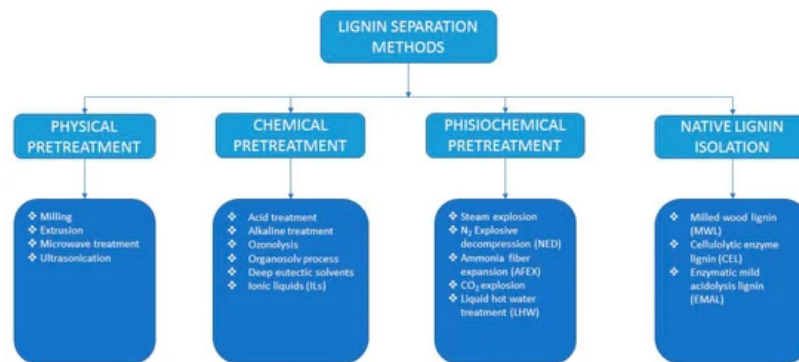 LIGNIN SEPARATION
METHODS
PHYSICAL
PRETREATMENT
❖ Milling
❖ Extrusion
❖ Microwave treatment
❖ Ultrasonication
CHEMICAL
PRETREATMENT
❖ Acid treatment
❖ Alkaline treatment
❖ Ozonolysis
❖ Organosolv process
❖ Deep eutectic solvents
❖ Ionic liquids (ILs)
PHISIOCHEMICAL
PRETREATMENT
❖ Steam explosion
❖ N₂ Explosive
decompression (NED)
❖ Ammonia fiber
expansion (AFEX)
❖ CO₂ explosion
❖ Liquid hot water
treatment (LHW)
NATIVE LIGNIN
ISOLATION
❖ Milled wood lignin
(MWL)
❖ Cellulolytic enzyme
lignin (CEL)
❖ Enzymatic mild
acidolysis lignin
(EMAL)